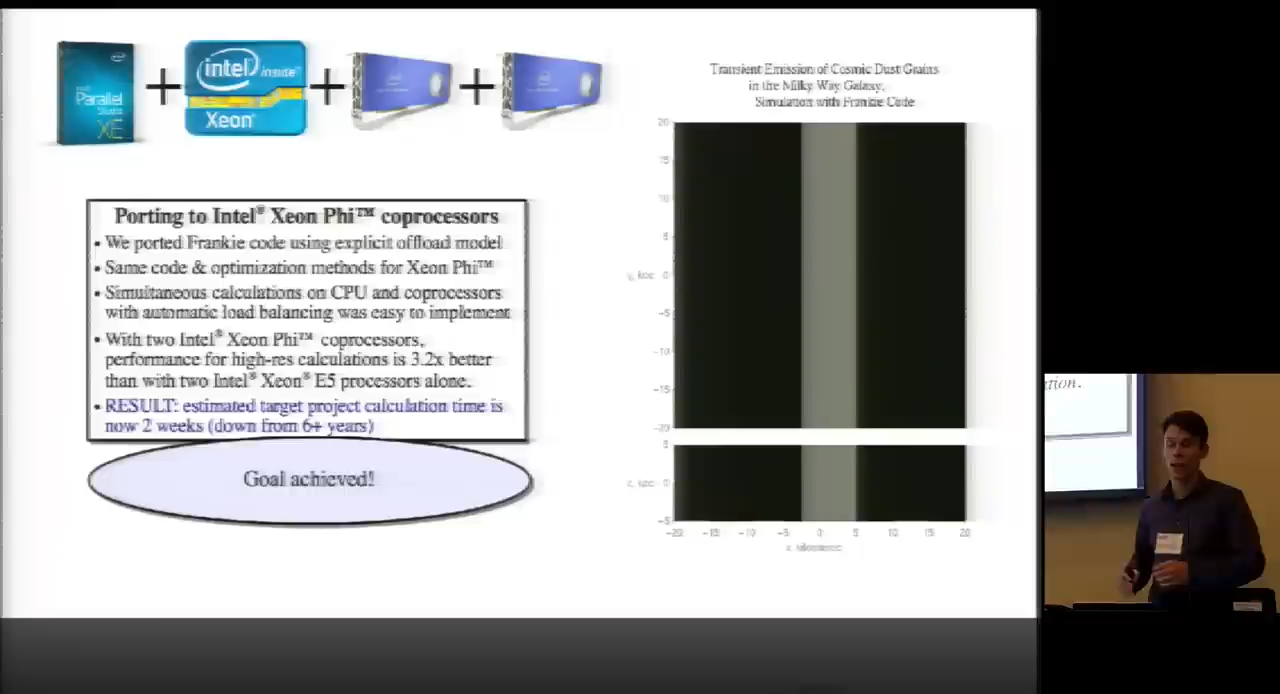 Parallel
Studio
XE
+
intel inside
Xeon
+
+
Transient Emission of Cosmic Dust Grains
in the Milky Way Galaxy,
Simulation with Frankie Code
Porting to Intel® Xeon Phi™ coprocessors
• We ported Frankie code using explicit offload model
• Same code & optimization methods for Xeon Phi™
• Simultaneous calculations on CPU and coprocessors
with automatic load balancing was easy to implement
• With two Intel® Xeon Phi™ coprocessors,
performance for high-res calculations is 3.2x better
than with two Intel® Xeon® E5 processors alone.
• RESULT: estimated target project calculation time is
now 2 weeks (down from 6+ years)
Goal achieved!
20
15
10
5
y, kpc 0
−5
−10
−15
−20
5
z, kpc 0
−5
−20 −15 −10 −5 0 5 10 15 20
ation.